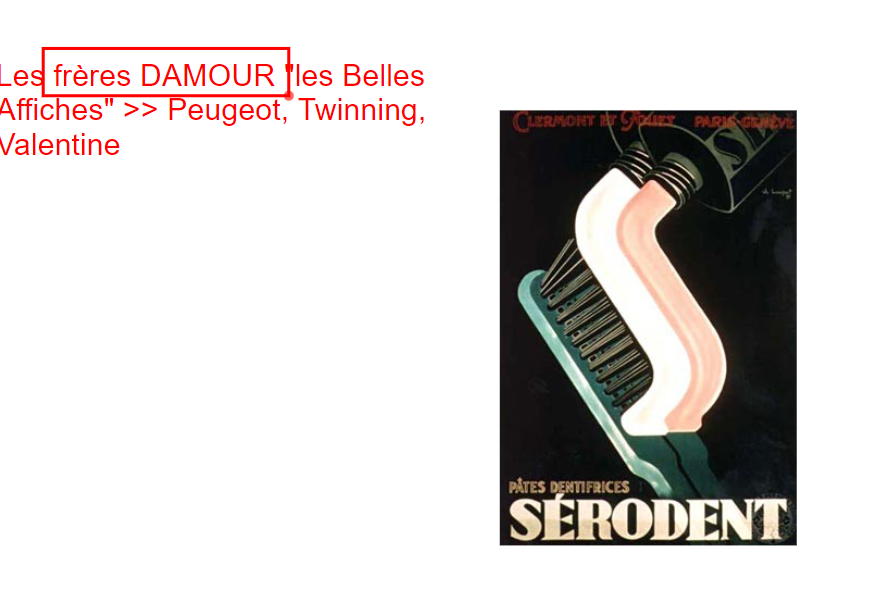 Les frères DAMOUR "les Belles
Affiches" >> Peugeot, Twinning,
Valentine
CLERMONT ET FOUET PARIS-GENÈVE
PÂTES DENTIFRICES
SÉRODENT